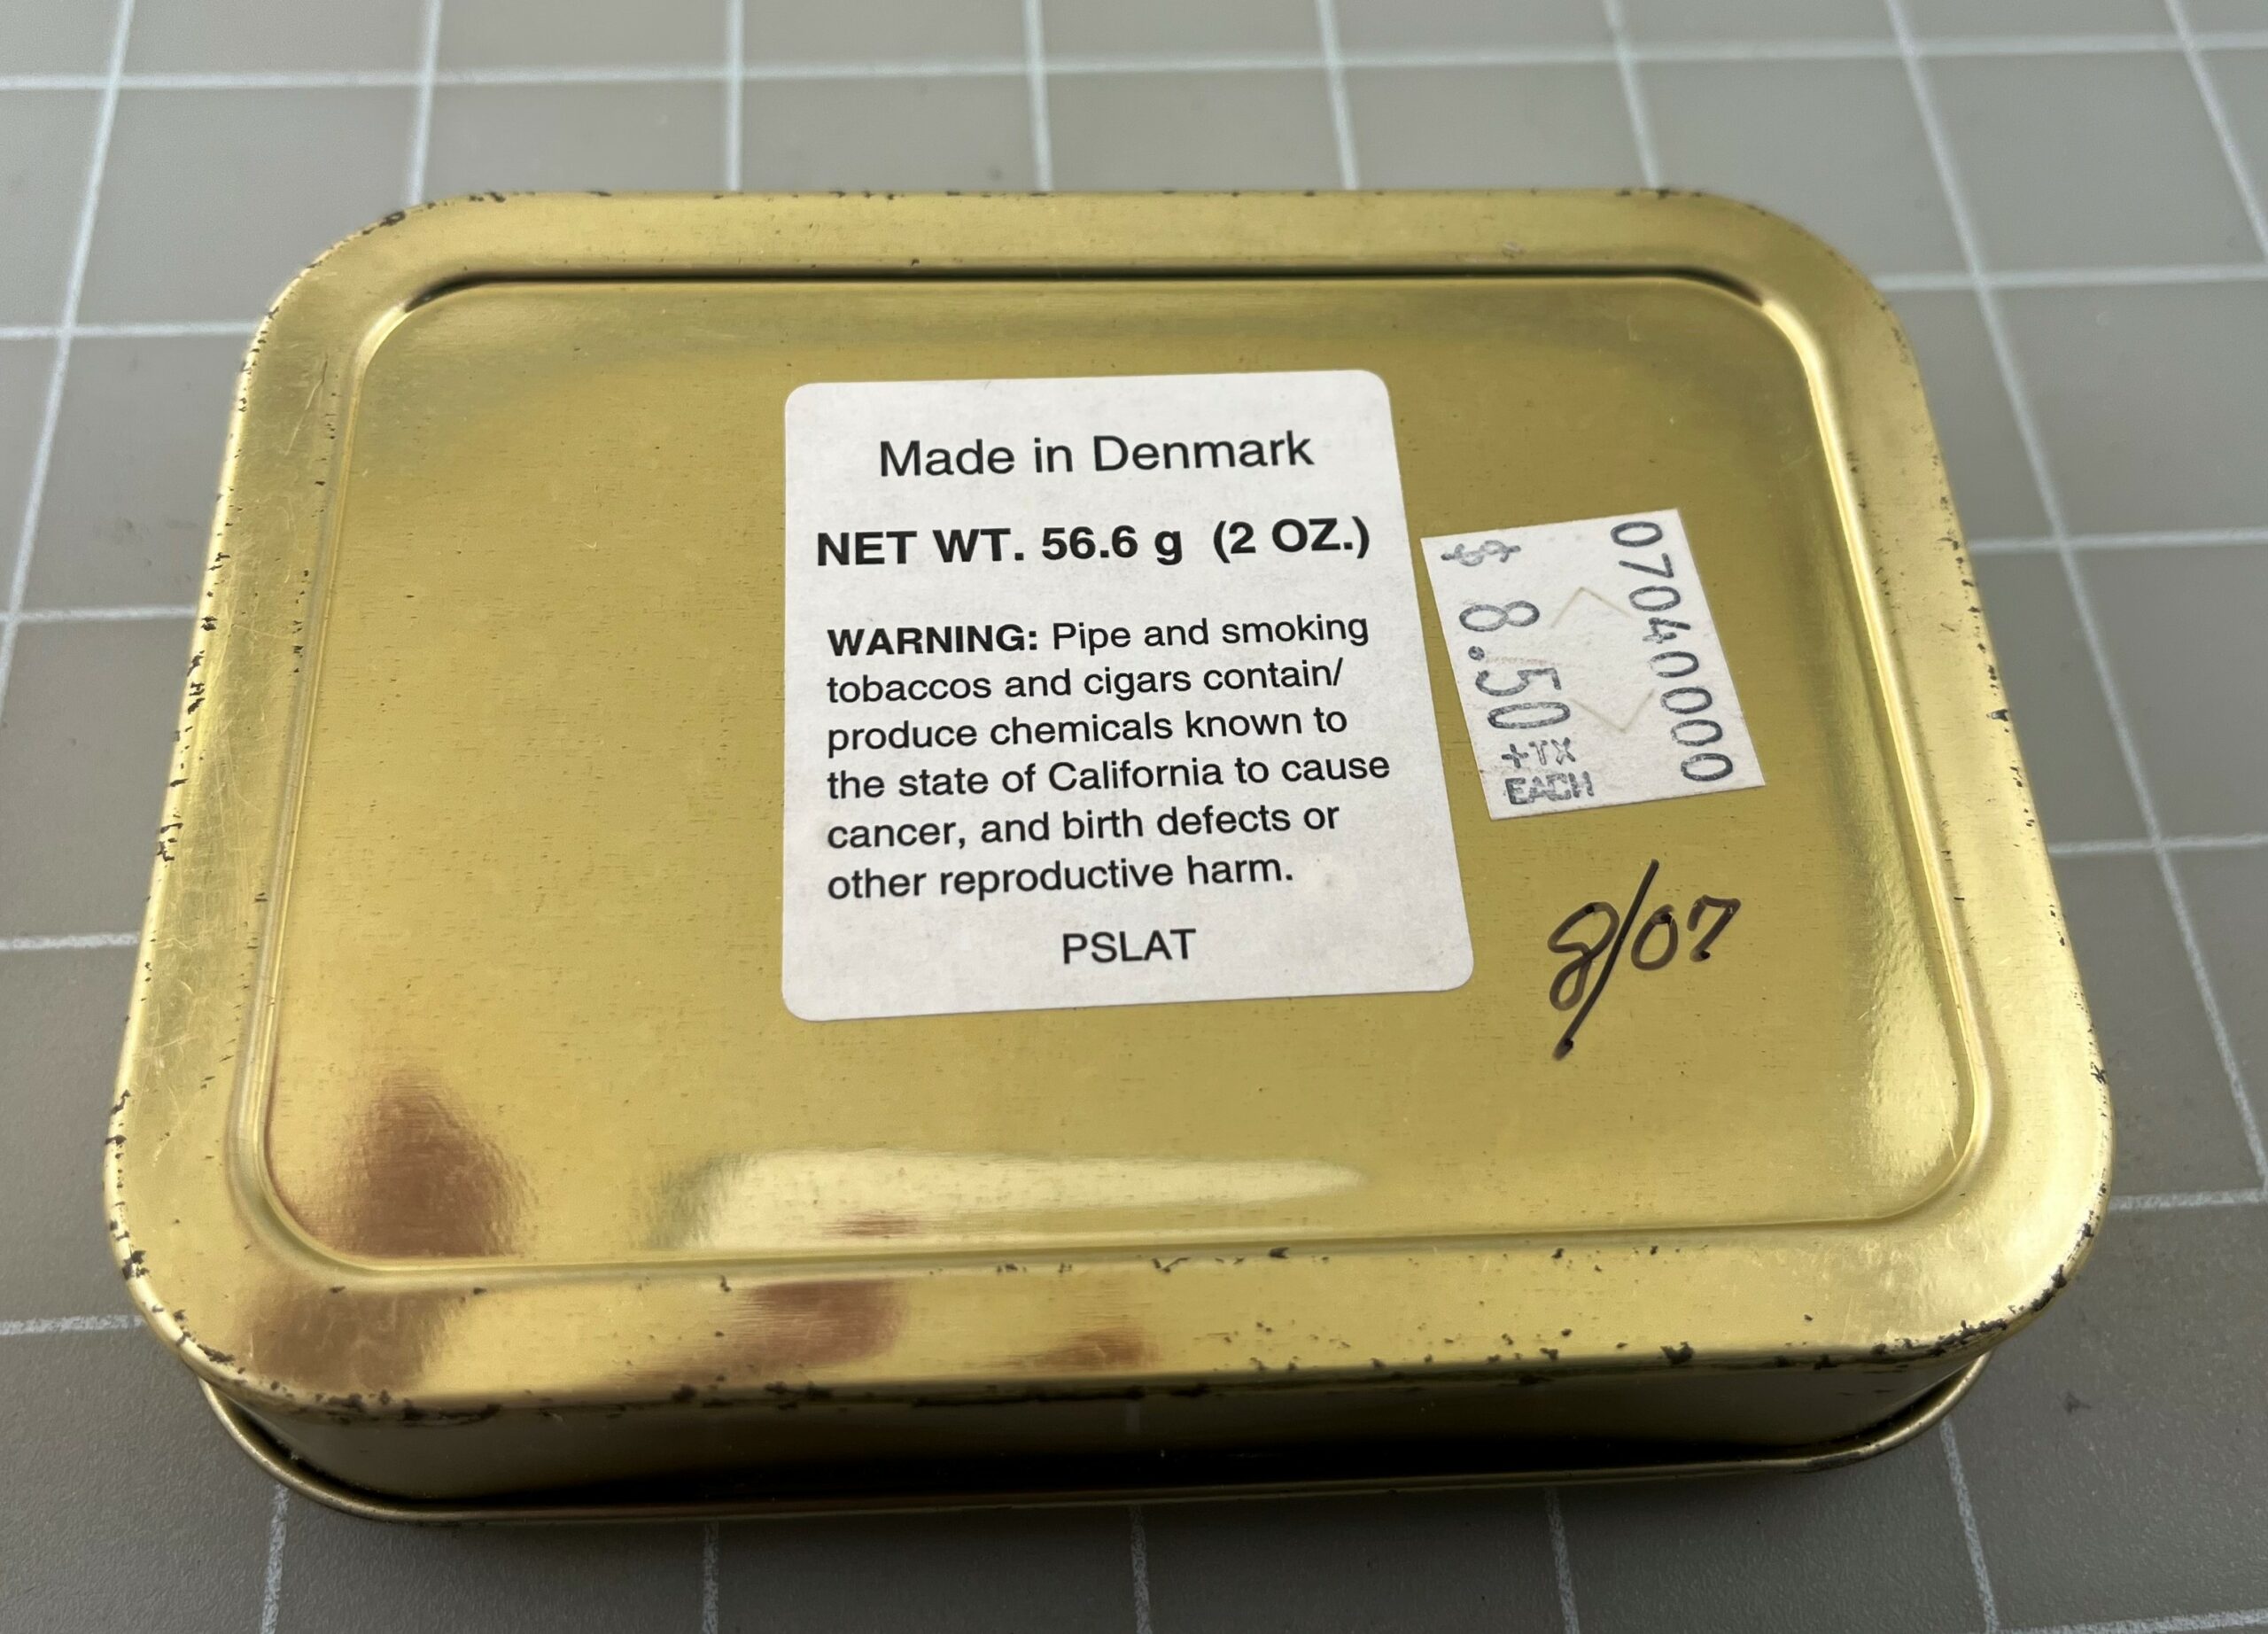 Made in Denmark
NET WT. 56.6 g (2 OZ.)
WARNING: Pipe and smoking
tobaccos and cigars contain/
produce chemicals known to
the state of California to cause
cancer, and birth defects or
other reproductive harm.
PSLAT
07040000
$ 8.50 +TX
EACH
8/07